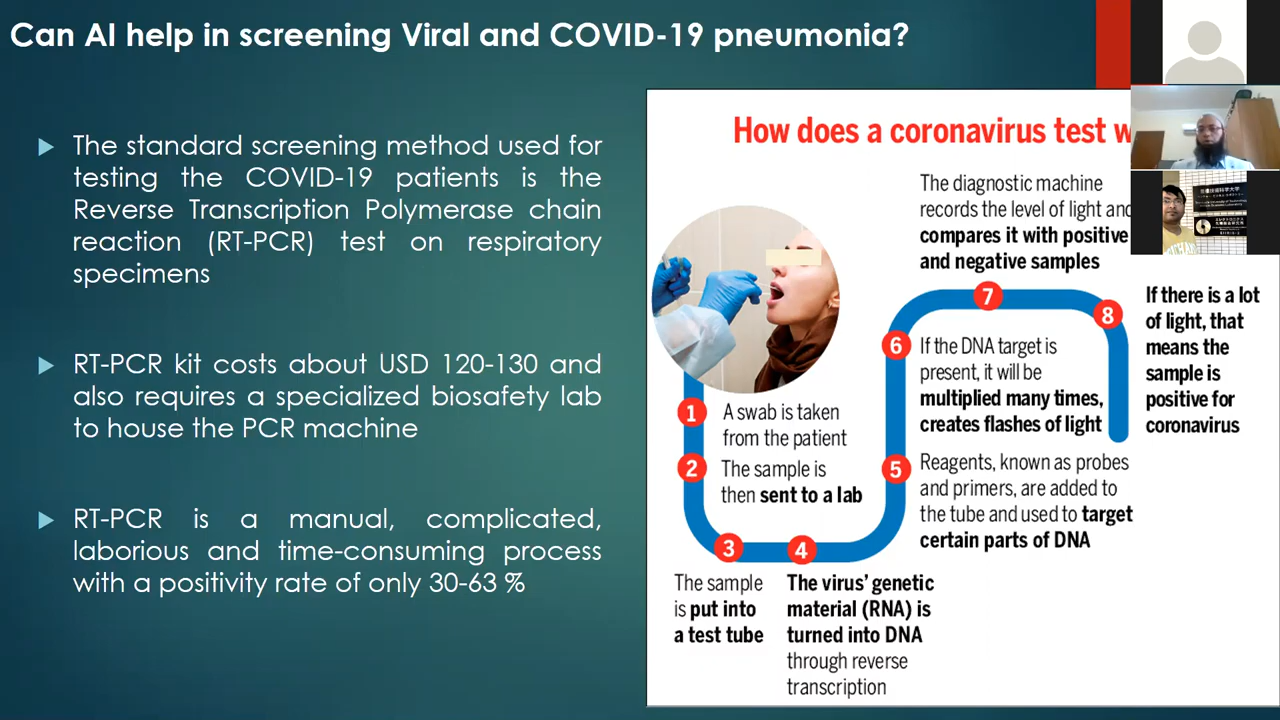 Can AI help in screening Viral and COVID-19 pneumonia?
The standard screening method used for
testing the COVID-19 patients is the
Reverse Transcription Polymerase chain
reaction (RT-PCR) test on respiratory
specimens
RT-PCR kit costs about USD 120-130 and
also requires a specialized biosafety lab
to house the PCR machine
RT-PCR is a manual, complicated,
laborious and time-consuming process
with a positivity rate of only 30-63 %
How does a coronavirus test w
1
A swab is taken
from the patient
2
The sample is
then sent to a lab
3
The sample
is put into
a test tube
4
The virus' genetic
material (RNA) is
turned into DNA
through reverse
transcription
5
Reagents, known as probes
and primers, are added to
the tube and used to target
certain parts of DNA
6
If the DNA target is
present, it will be
multiplied many times,
creates flashes of light
7
The diagnostic machine
records the level of light and
compares it with positive
and negative samples
8
If there is a lot
of light, that
means the
sample is
positive for
coronavirus